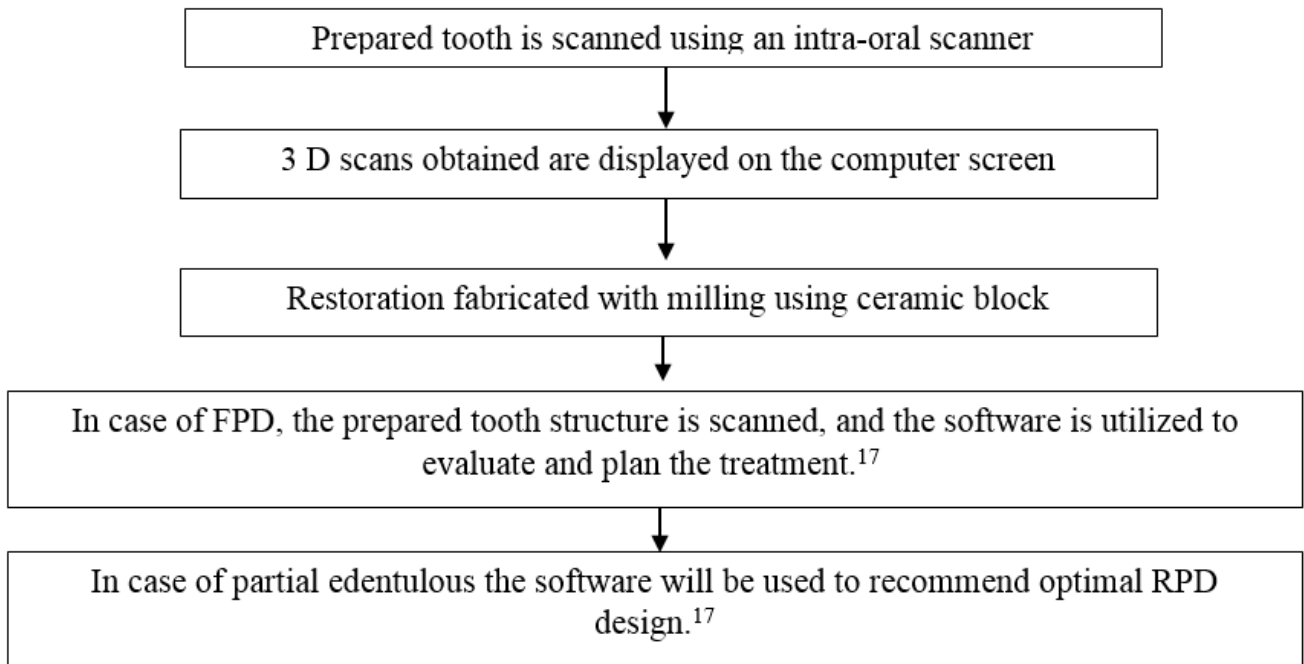 Prepared tooth is scanned using an intra-oral scanner
3 D scans obtained are displayed on the computer screen
Restoration fabricated with milling using ceramic block
In case of FPD, the prepared tooth structure is scanned, and the software is utilized to
evaluate and plan the treatment.¹⁷
In case of partial edentulous the software will be used to recommend optimal RPD
design.¹⁷